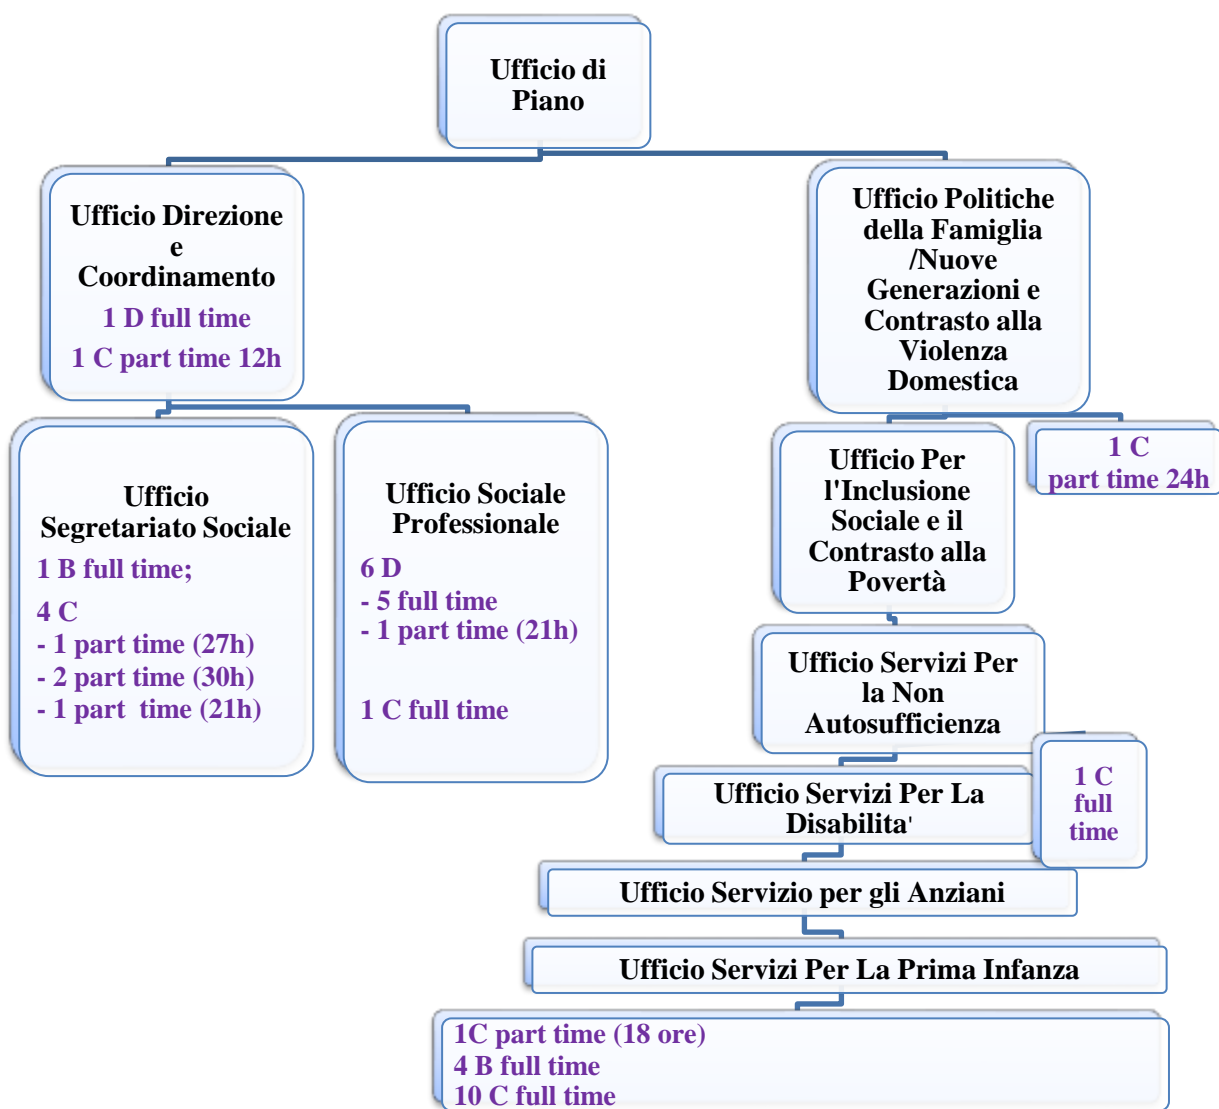 Ufficio di
Piano
Ufficio Direzione
e
Coordinamento
1 D full time
1 C part time 12h
Ufficio Politiche
della Famiglia
/Nuove
Generazioni e
Contrasto alla
Violenza
Domestica
Ufficio
Segretariato Sociale
1 B full time;
4 C
- 1 part time (27h)
- 2 part time (30h)
- 1 part  time (21h)
Ufficio Sociale
Professionale
6 D
- 5 full time
- 1 part time (21h)
1 C full time
Ufficio Per
l'Inclusione
Sociale e il
Contrasto alla
Povertà
1 C
part time 24h
Ufficio Servizi Per
la Non
Autosufficienza
Ufficio Servizi Per La
Disabilita'
1 C
full
time
Ufficio Servizio per gli Anziani
Ufficio Servizi Per La Prima Infanza
1C part time (18 ore)
4 B full time
10 C full time